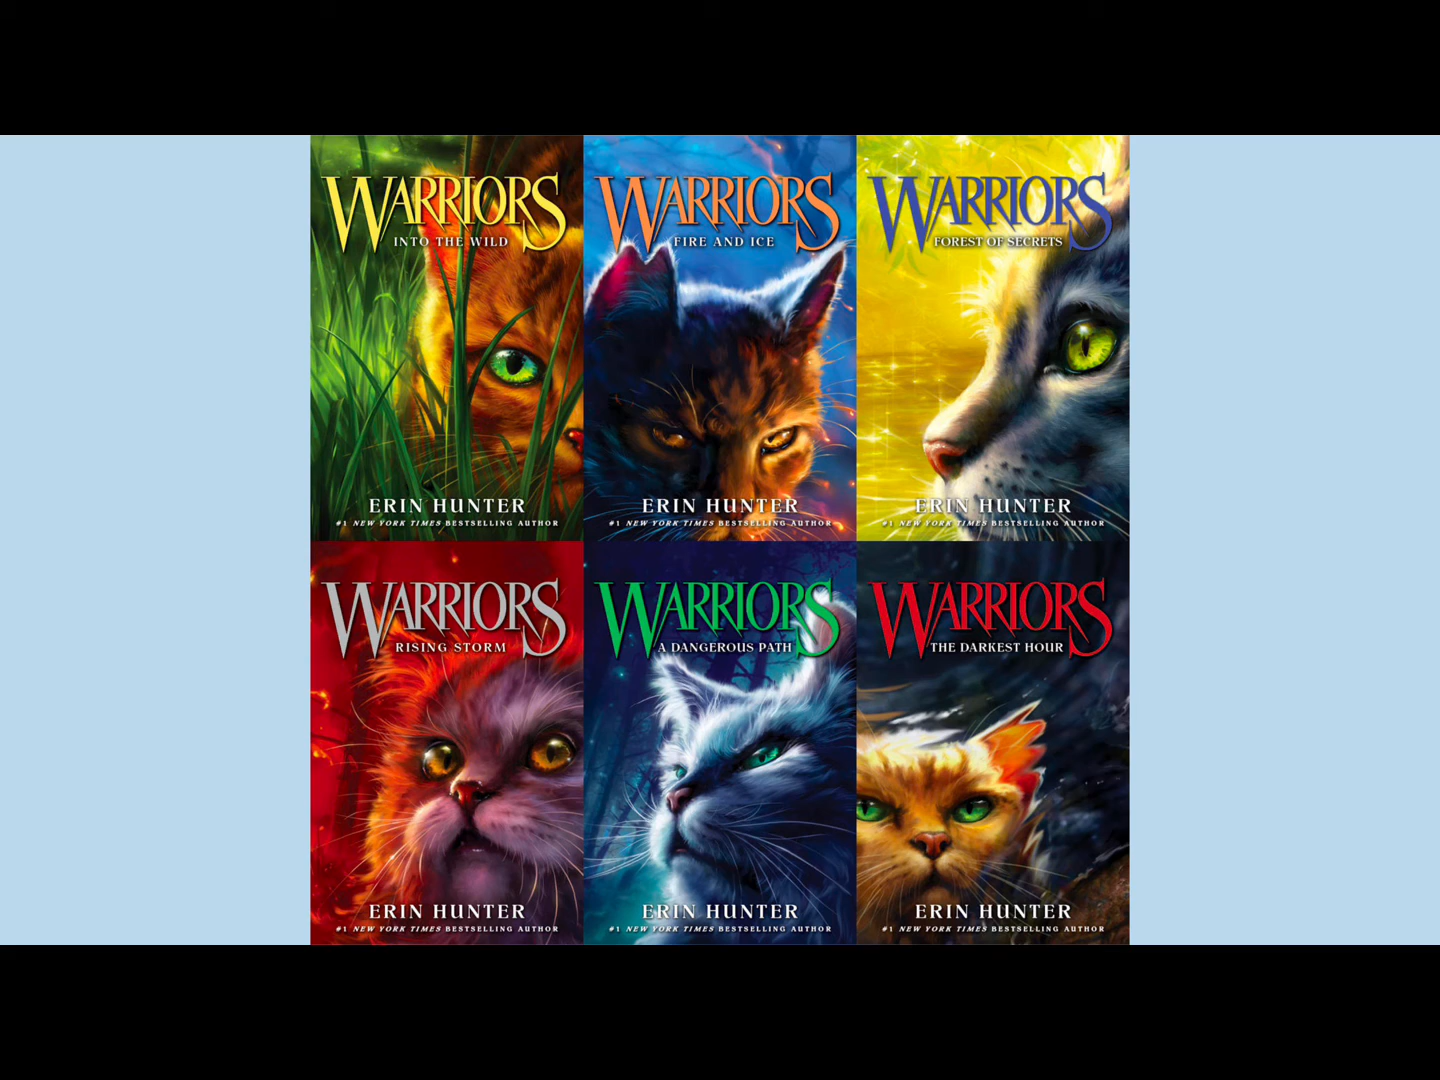 WARRIORS
INTO THE WILD
ERIN HUNTER
#1 NEW YORK TIMES BESTSELLING AUTHOR
WARRIORS
FIRE AND ICE
ERIN HUNTER
#1 NEW YORK TIMES BESTSELLING AUTHOR
WARRIORS
FOREST OF SECRETS
ERIN HUNTER
#1 NEW YORK TIMES BESTSELLING AUTHOR
WARRIORS
RISING STORM
ERIN HUNTER
#1 NEW YORK TIMES BESTSELLING AUTHOR
WARRIORS
A DANGEROUS PATH
ERIN HUNTER
#1 NEW YORK TIMES BESTSELLING AUTHOR
WARRIORS
THE DARKEST HOUR
ERIN HUNTER
#1 NEW YORK TIMES BESTSELLING AUTHOR